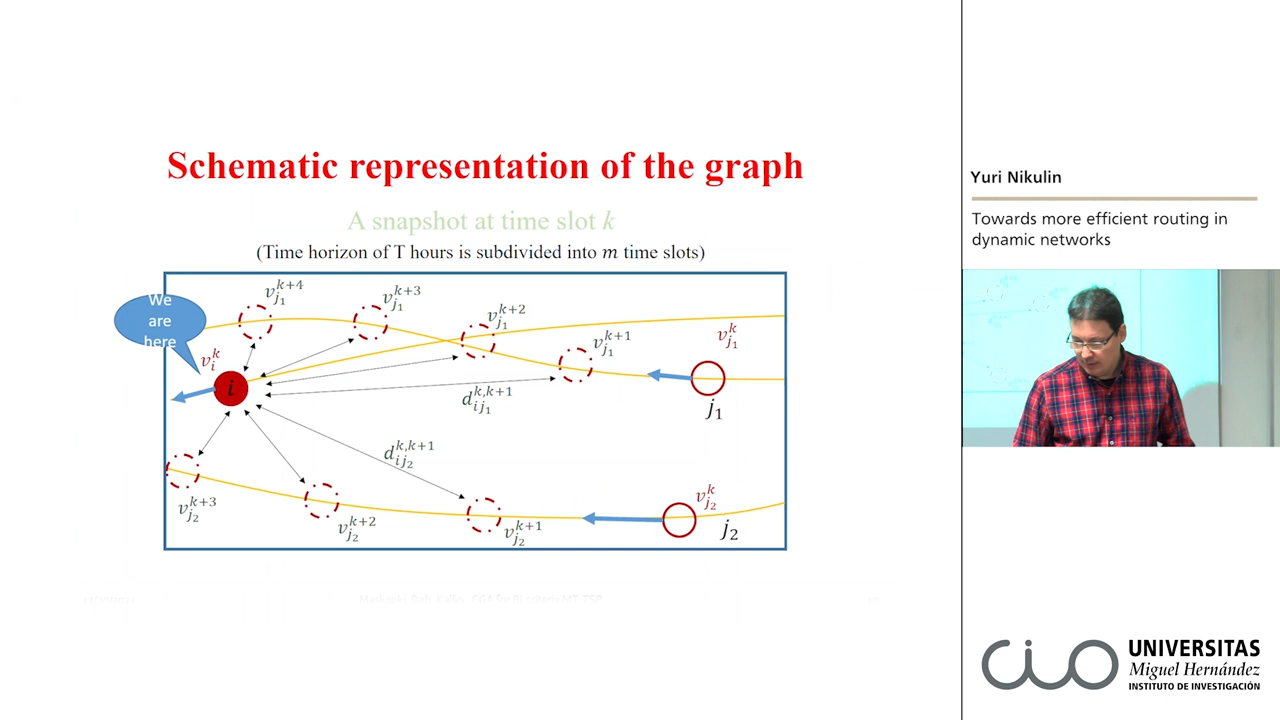 Schematic representation of the graph
A snapshot at time slot k
(Time horizon of T hours is subdivided into m time slots)
We
are
here
v_{j_1}^{k+4}
v_{j_1}^{k+3}
v_{j_1}^{k+2}
v_{j_1}^{k+1}
v_{j_1}^{k}
v_i^k
i
d_{ij_1}^{k,k+1}
j_1
d_{ij_2}^{k,k+1}
v_{j_2}^{k+3}
v_{j_2}^{k+2}
v_{j_2}^{k+1}
v_{j_2}^{k}
j_2
Yuri Nikulin
Towards more efficient routing in
dynamic networks
CIO
UNIVERSITAS
Miguel Hernández
INSTITUTO DE INVESTIGACIÓN